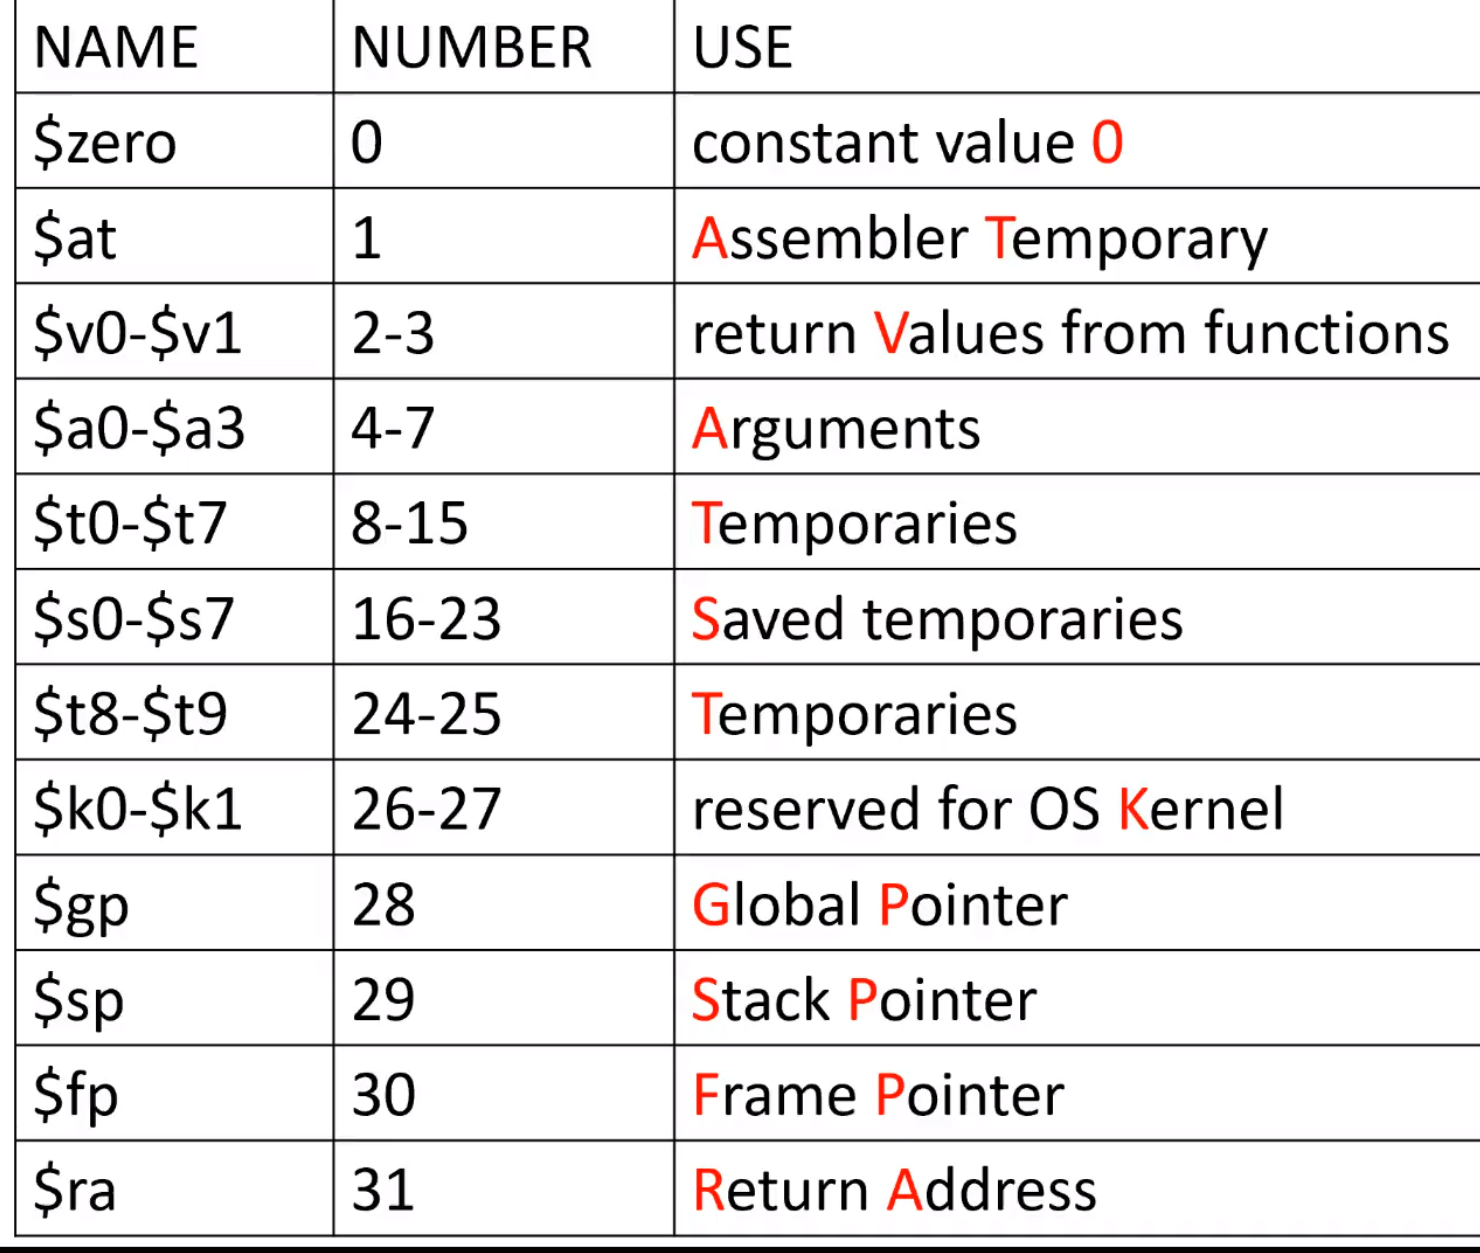 NAME NUMBER USE
$zero 0 constant value 0
$at 1 Assembler Temporary
$v0-$v1 2-3 return Values from functions
$a0-$a3 4-7 Arguments
$t0-$t7 8-15 Temporaries
$s0-$s7 16-23 Saved temporaries
$t8-$t9 24-25 Temporaries
$k0-$k1 26-27 reserved for OS Kernel
$gp 28 Global Pointer
$sp 29 Stack Pointer
$fp 30 Frame Pointer
$ra 31 Return Address